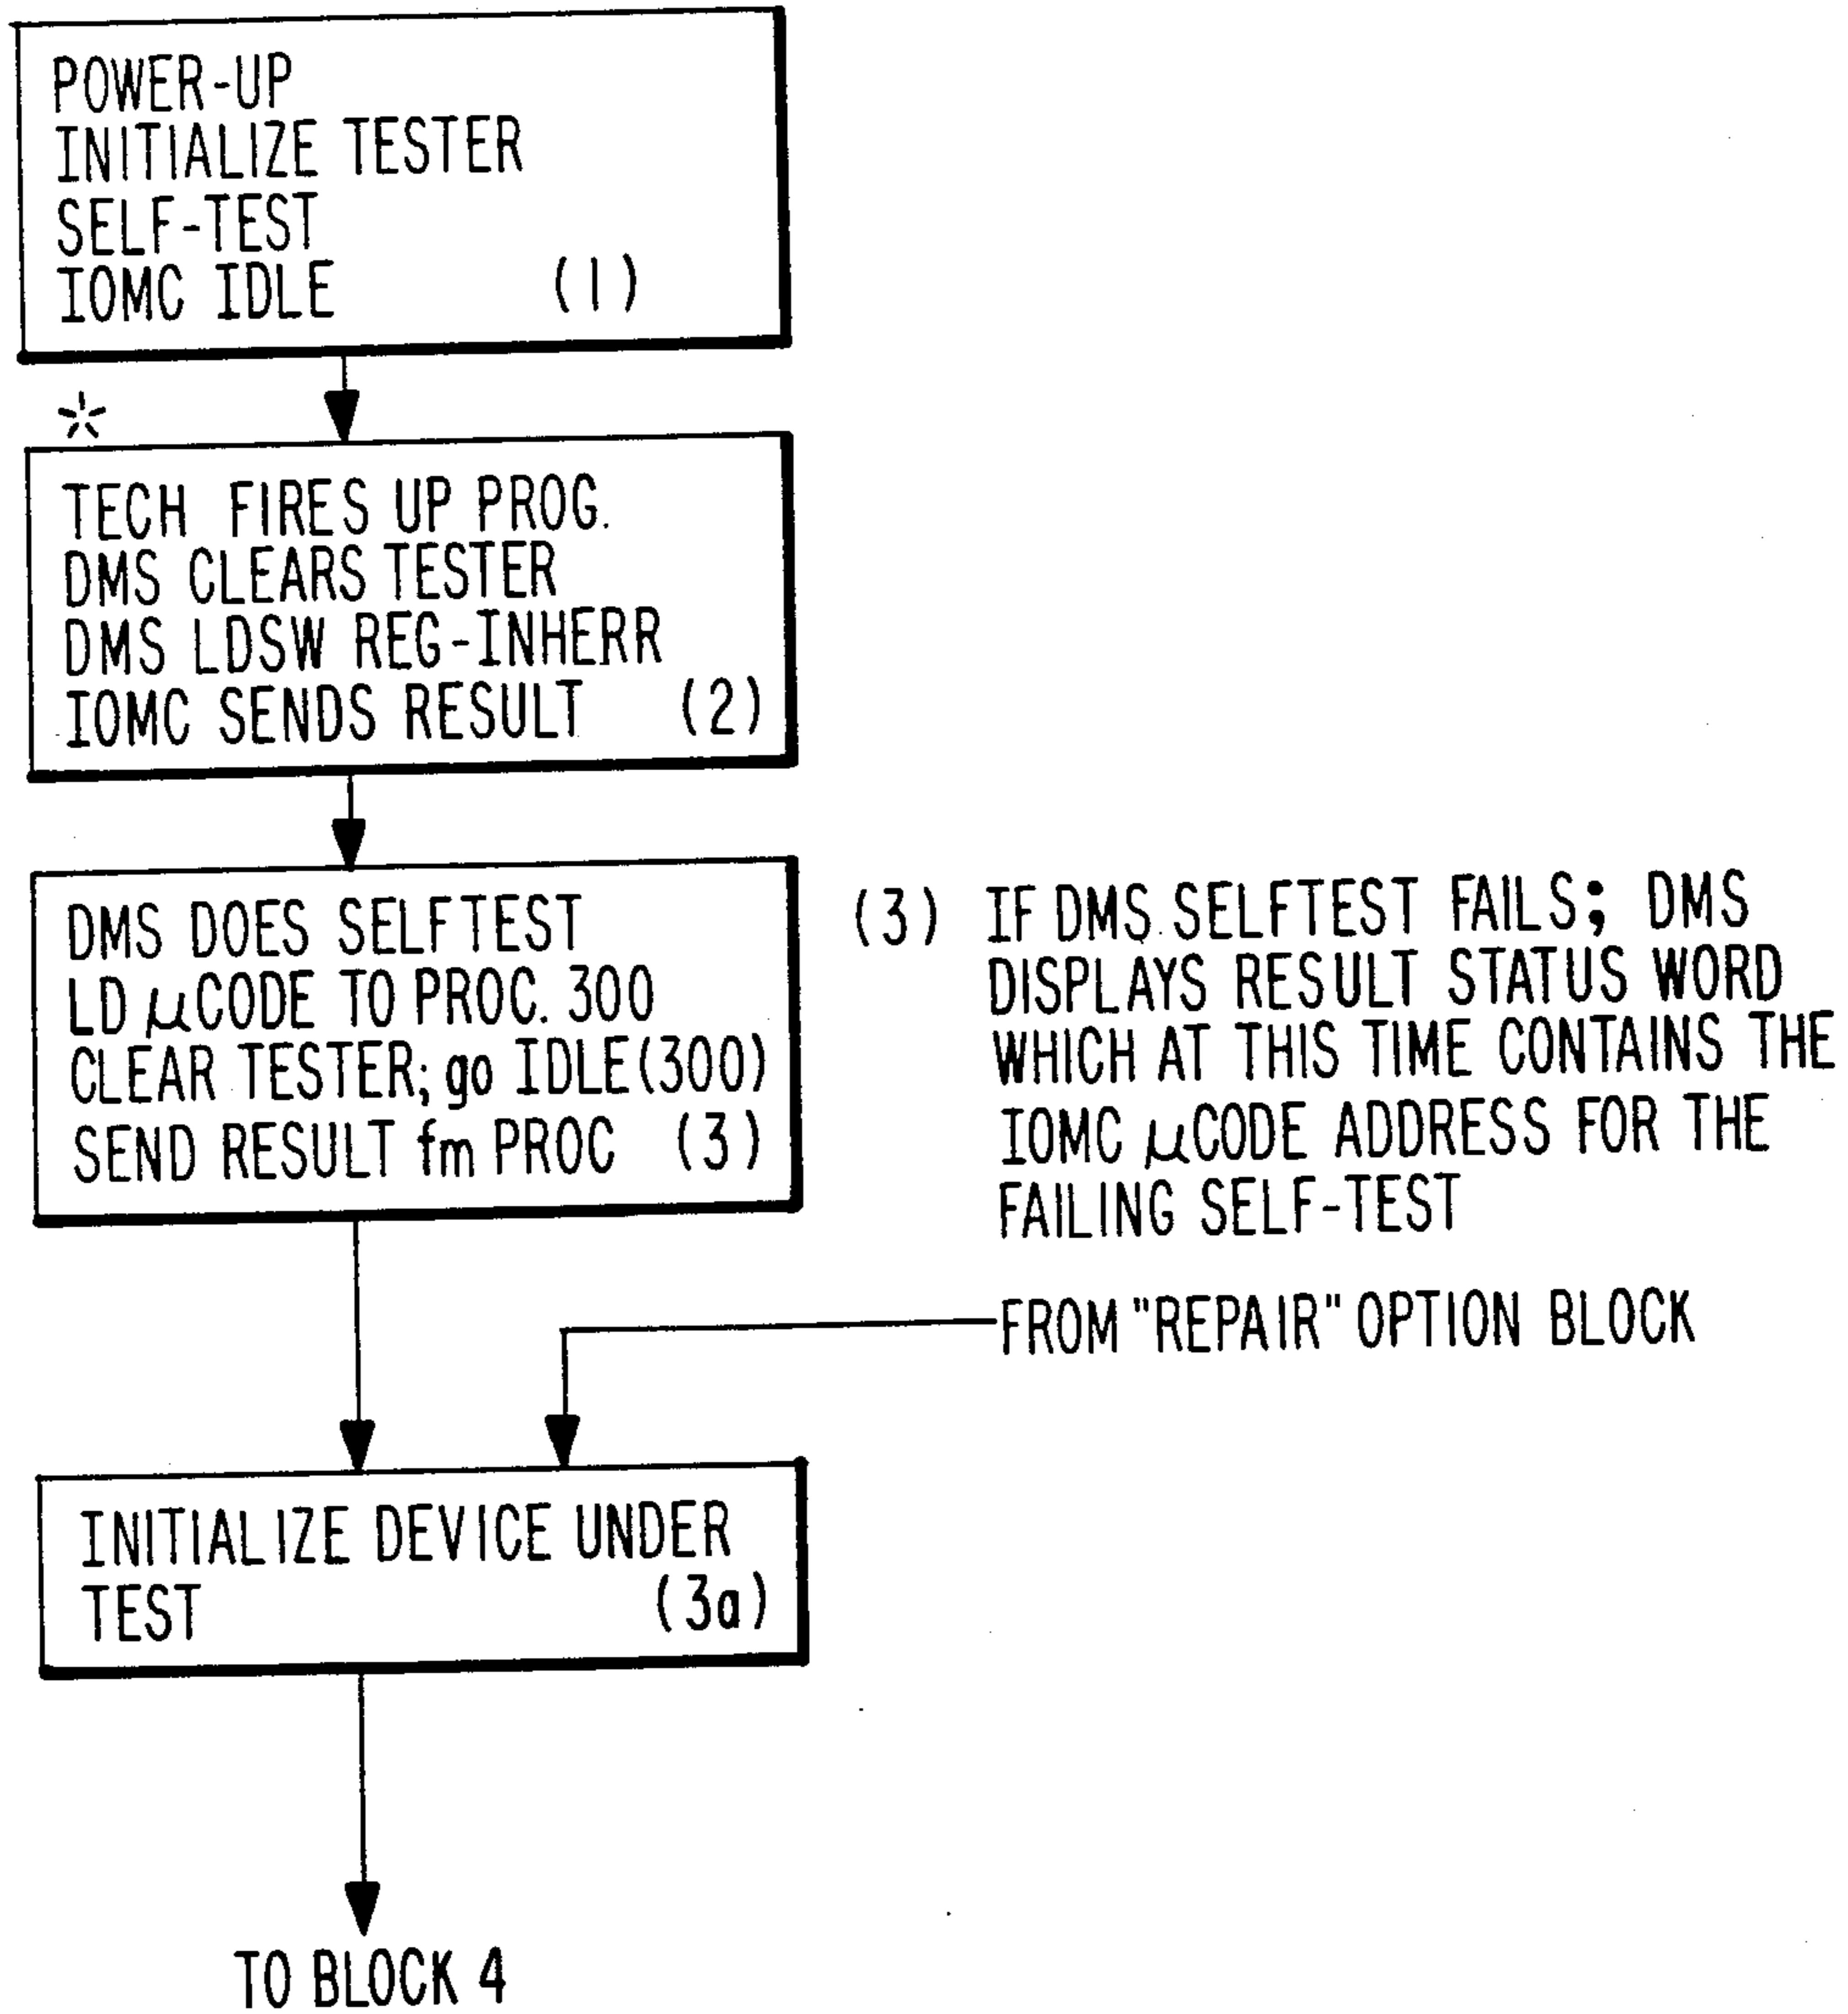 POWER-UP
INITIALIZE TESTER
SELF-TEST
IOMC IDLE (1)
*
TECH FIRES UP PROG.
DMS CLEARS TESTER
DMS LDSW REG-INHERR
IOMC SENDS RESULT (2)
DMS DOES SELFTEST
LD μCODE TO PROC. 300
CLEAR TESTER; go IDLE (300)
SEND RESULT fm PROC (3)
(3) IF DMS SELFTEST FAILS; DMS
DISPLAYS RESULT STATUS WORD
WHICH AT THIS TIME CONTAINS THE
IOMC μCODE ADDRESS FOR THE
FAILING SELF-TEST
FROM "REPAIR" OPTION BLOCK
INITIALIZE DEVICE UNDER
TEST (3a)
TO BLOCK 4